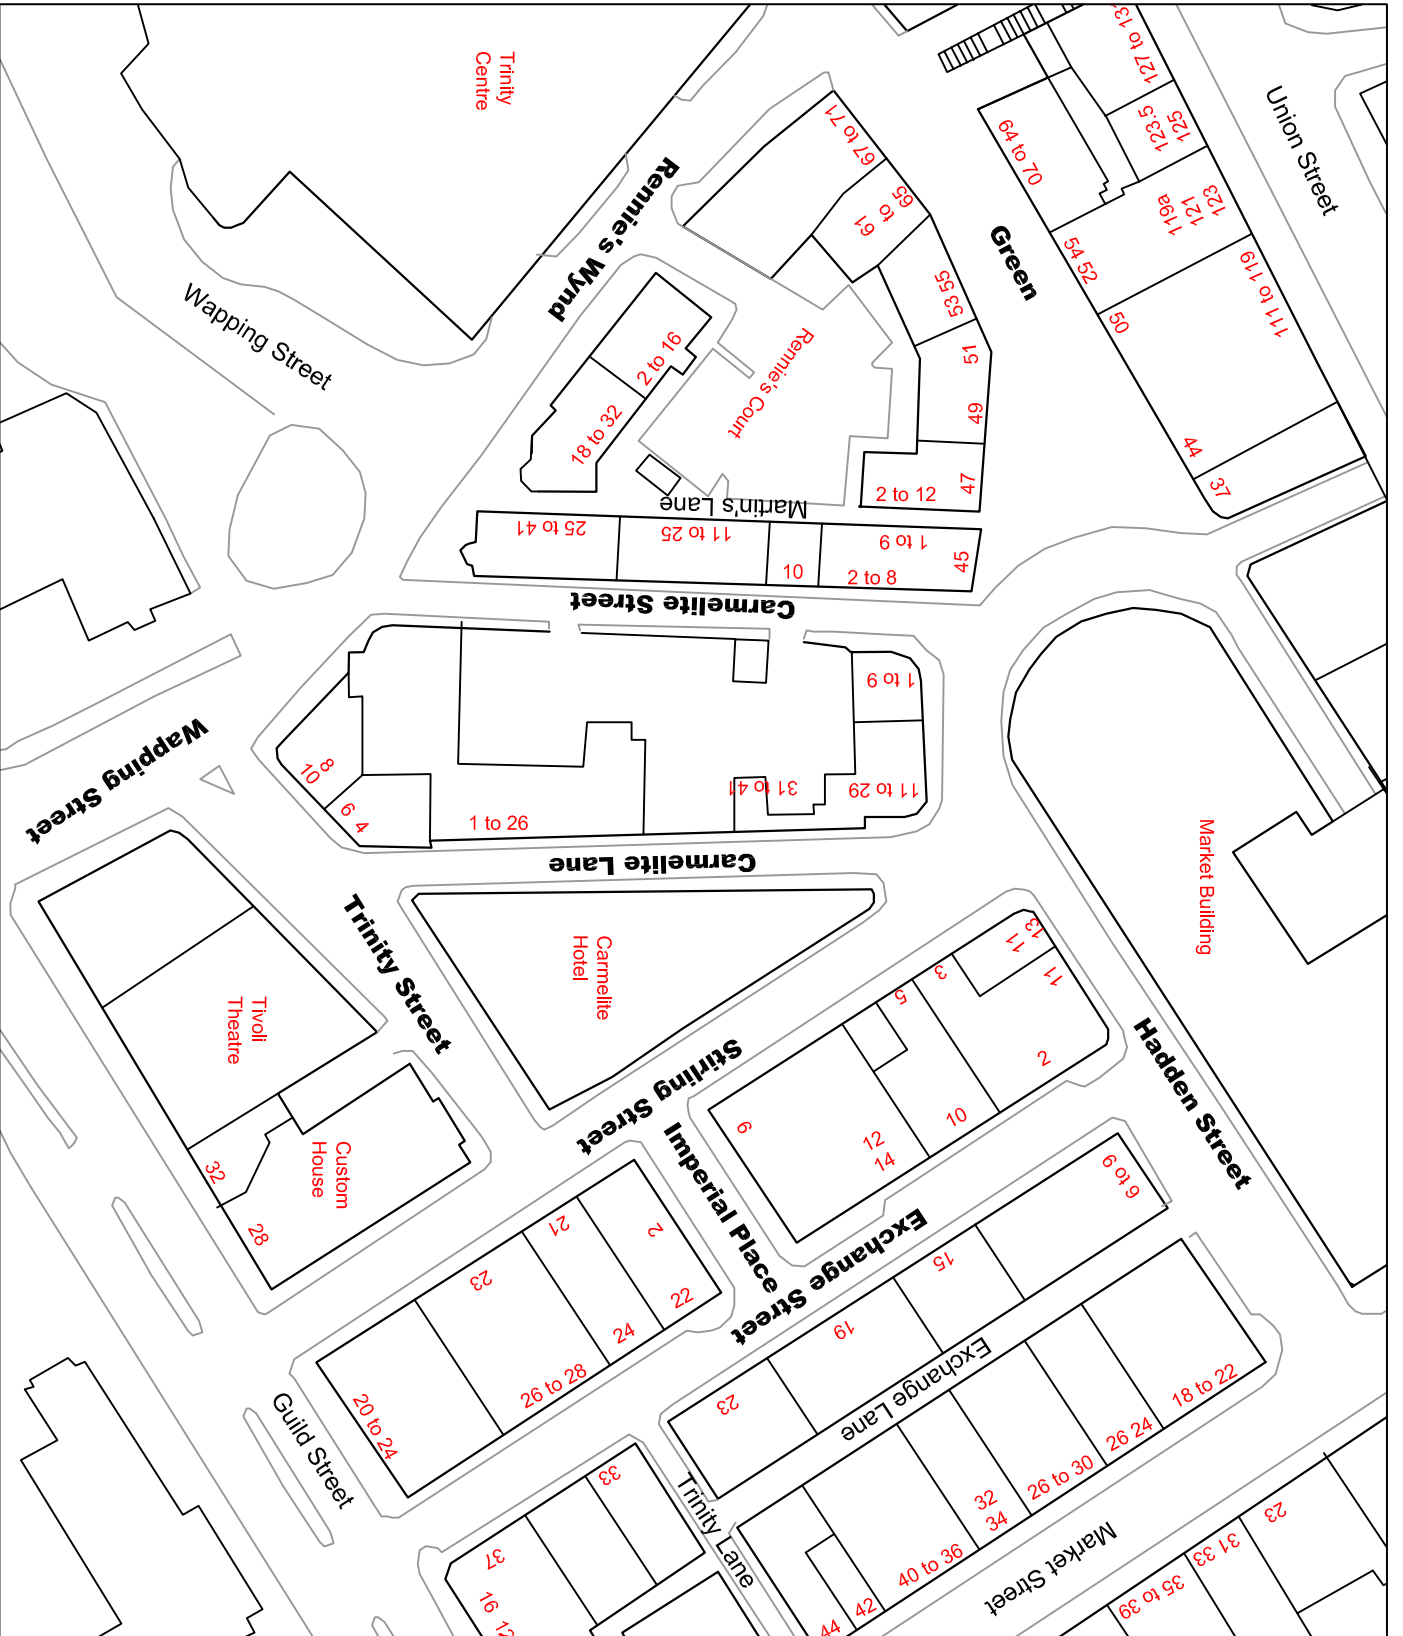 Trinity
Centre
127 to 13
125
123.5
Union Street
64 to 70
67 to 71
65
to
61
123
121
119a
Rennie's Wynd
Green
54 52
111 to 119
53 55
50
Wapping Street
2 to 16
Rennie's Court
51
49
18 to 32
44
37
47
2 to 12
Martin's Lane
25 to 41
11 to 25
10
1 to 9
2 to 8
45
Carmelite Street
1 to 9
Wapping Street
10
8
6 4
1 to 26
31 to 41
11 to 29
Carmelite Lane
Market Building
Trinity Street
Carmelite
Hotel
13
11
11
3
5
2
Tivoli
Theatre
Stirling Street
Hadden Street
6
12
14
10
Imperial Place
Custom
House
32
28
6 to 9
Exchange Street
21
2
23
22
24
26 to 28
15
19
23
Exchange Lane
20 to 24
Guild Street
18 to 22
26 24
26 to 30
32
34
40 to 36
42
44
33
37
16
12
Trinity Lane
Market Street
23
31 33
35 to 39